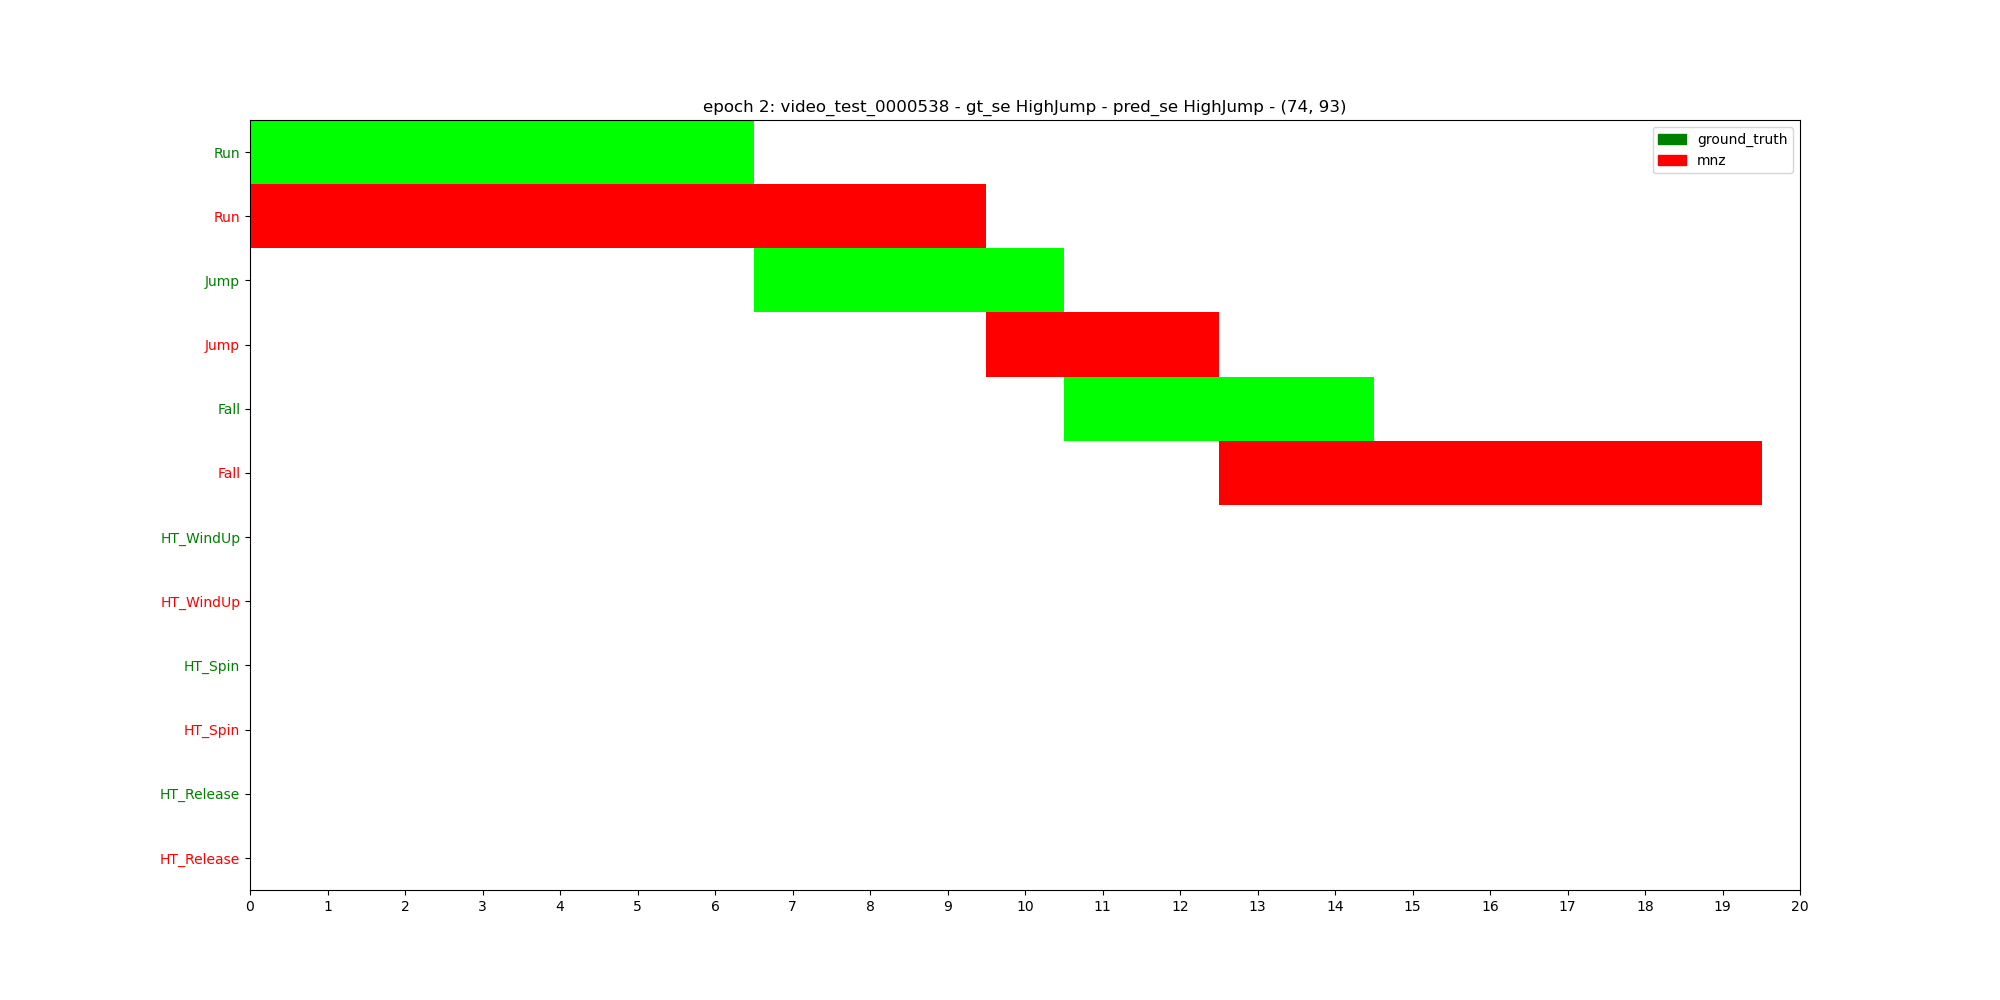 epoch 2: video_test_0000538 - gt_se HighJump - pred_se HighJump - (74, 93)
ground_truth
mnz
Run
Run
Jump
Jump
Fall
Fall
HT_WindUp
HT_WindUp
HT_Spin
HT_Spin
HT_Release
HT_Release
0 1 2 3 4 5 6 7 8 9 10 11 12 13 14 15 16 17 18 19 20